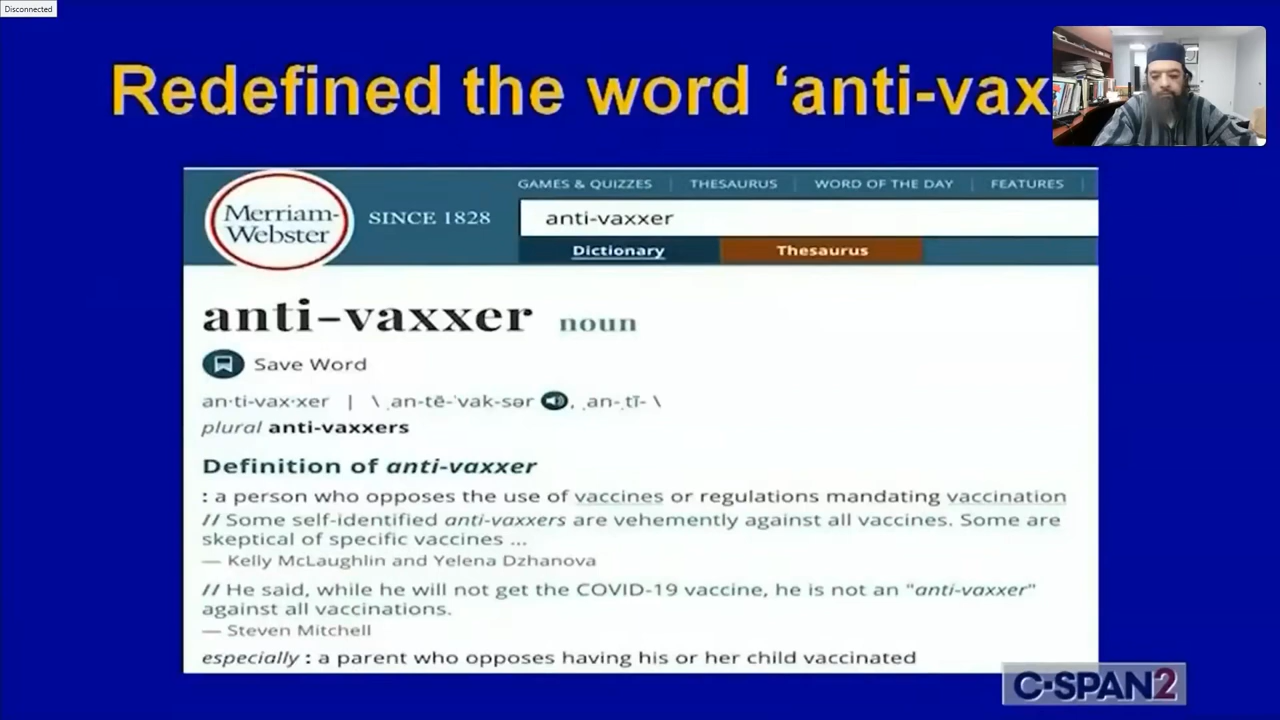 Disconnected
Redefined the word ‘anti-vax
Merriam-
Webster
SINCE 1828
GAMES & QUIZZES | THESAURUS | WORD OF THE DAY | FEATURES |
anti-vaxxer
Dictionary Thesaurus
anti-vaxxer noun
Save Word
an·ti-vax·xer | \ ˌan-tē-ˈvak-sər , ˌan-ˌtī- \
plural anti-vaxxers
Definition of anti-vaxxer
: a person who opposes the use of vaccines or regulations mandating vaccination
// Some self-identified anti-vaxxers are vehemently against all vaccines. Some are
skeptical of specific vaccines ...
— Kelly McLaughlin and Yelena Dzhanova
// He said, while he will not get the COVID-19 vaccine, he is not an "anti-vaxxer"
against all vaccinations.
— Steven Mitchell
especially : a parent who opposes having his or her child vaccinated
C-SPAN2